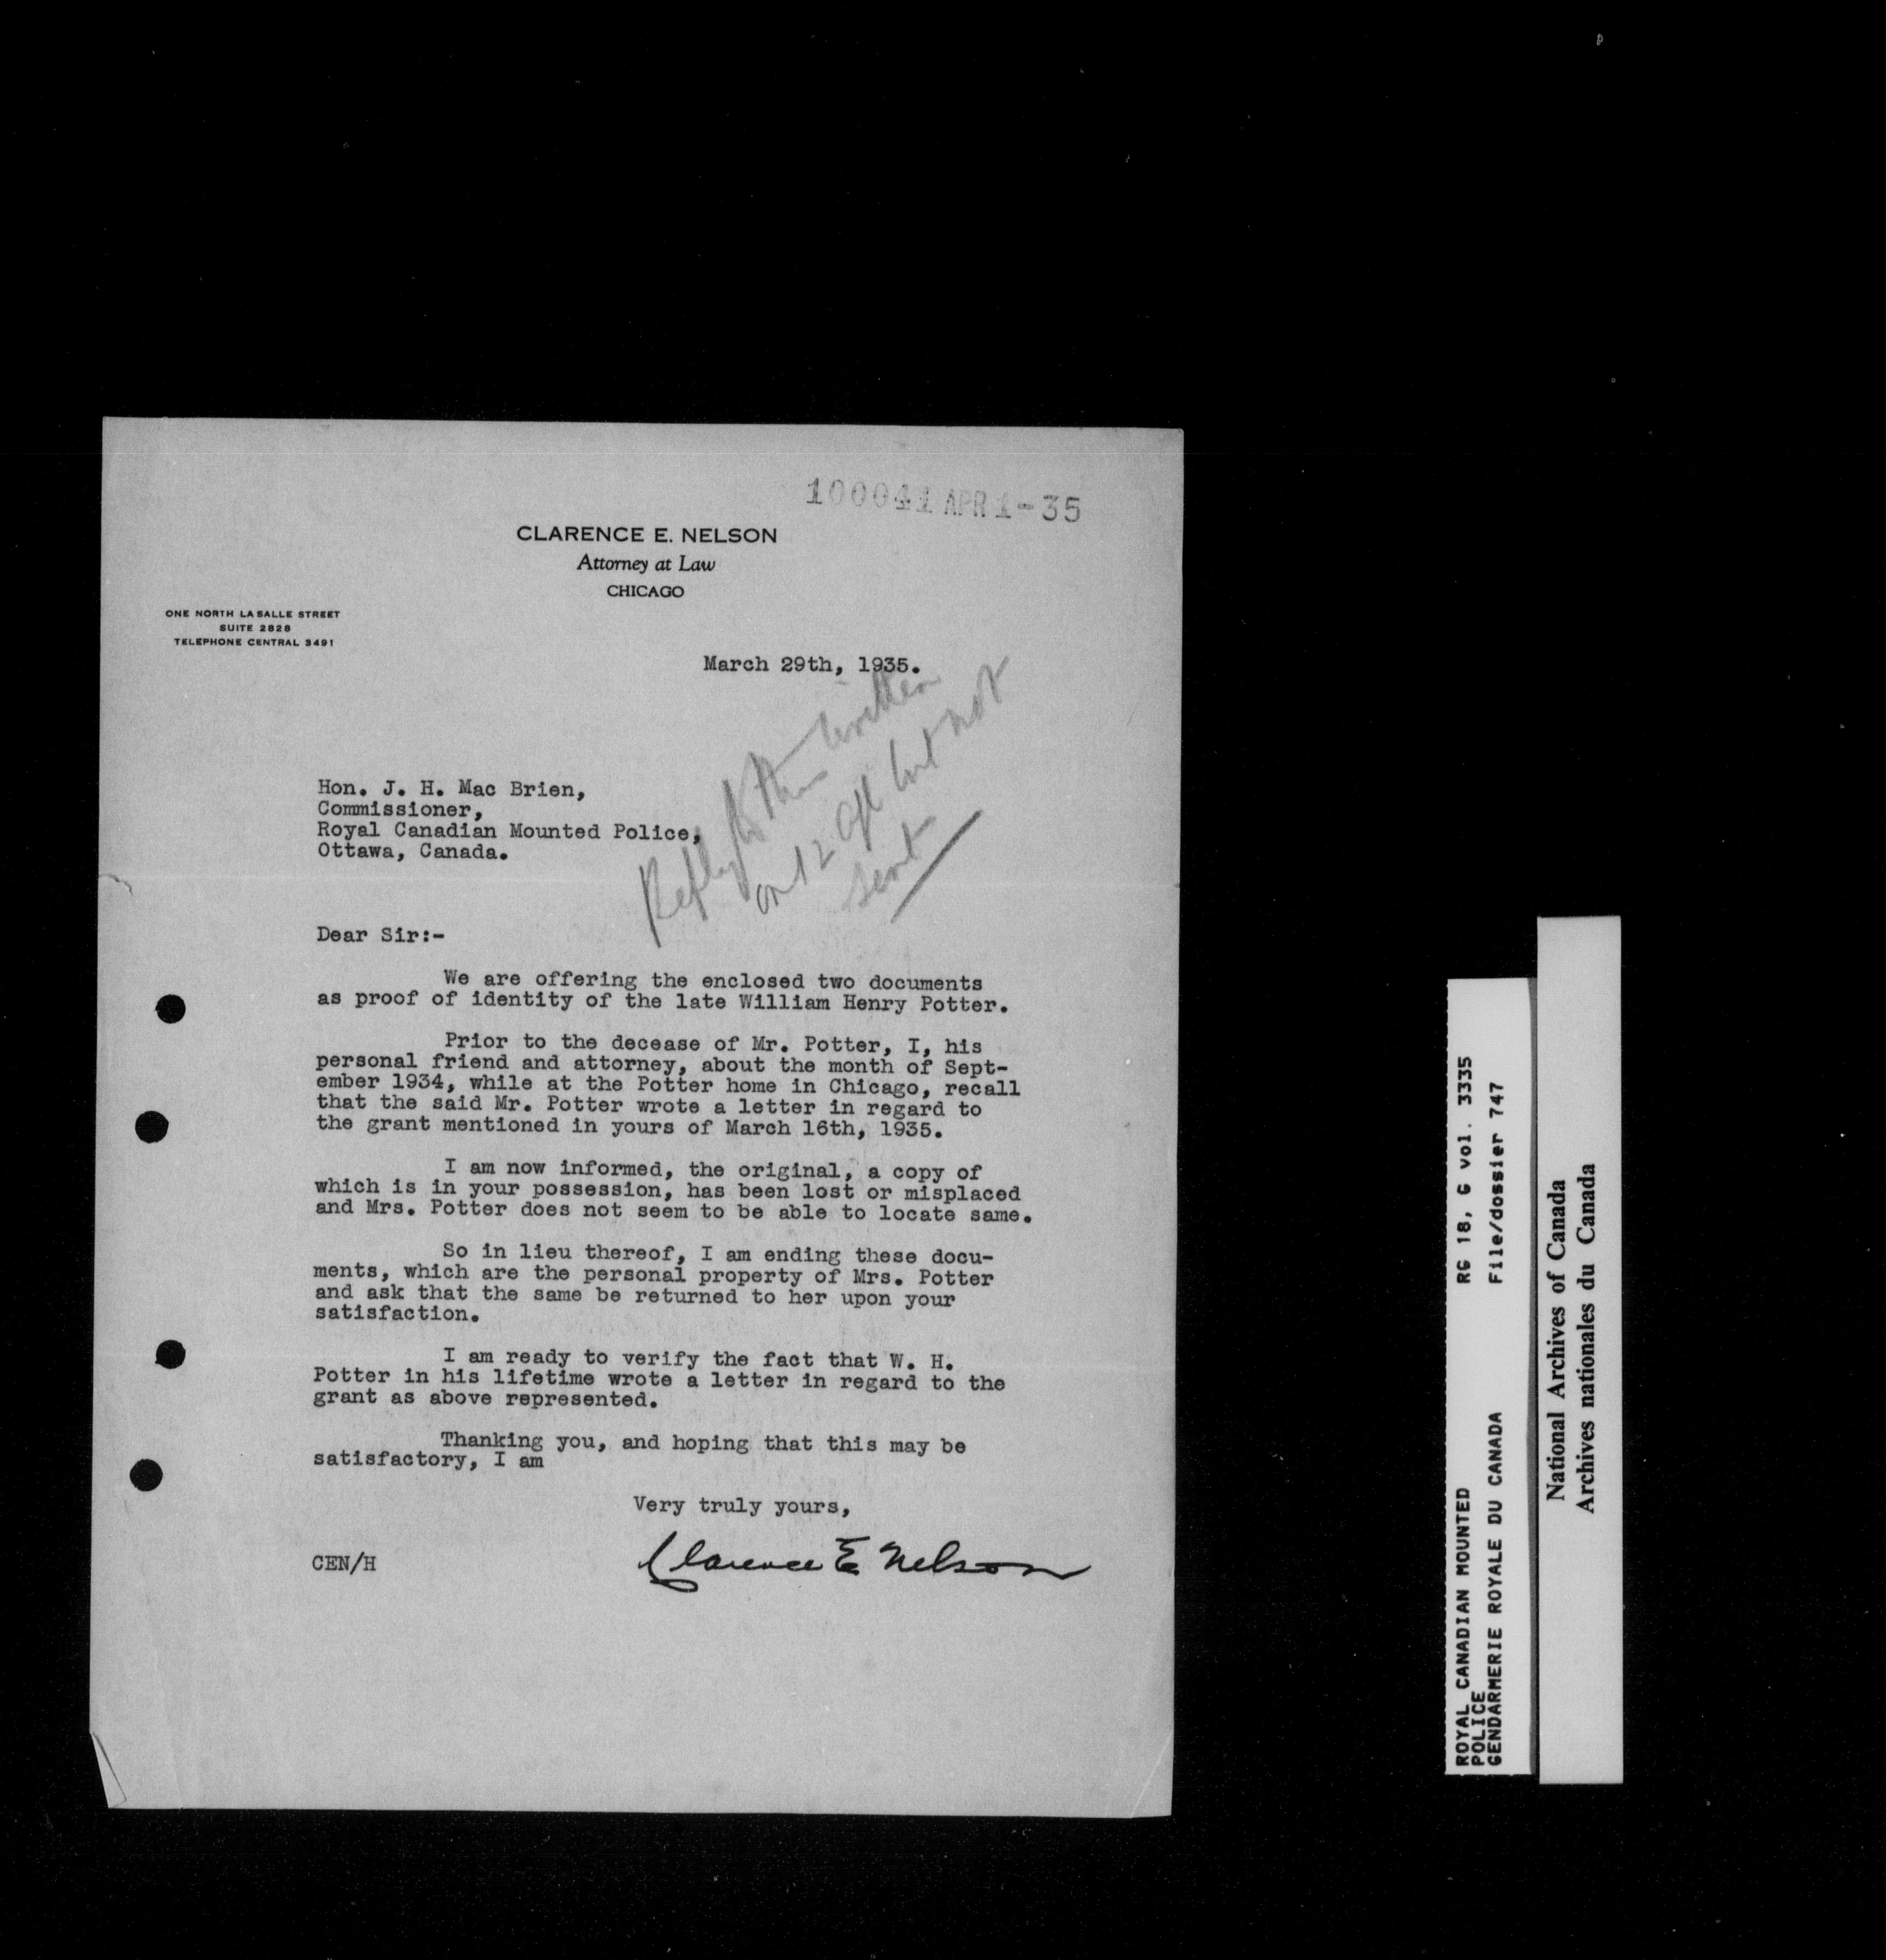 100041 APR 1-35
CLARENCE E. NELSON
Attorney at Law
CHICAGO
ONE NORTH LA SALLE STREET
SUITE 2828
TELEPHONE CENTRAL 3491
March 29th, 1935.
Reply to this written
on 12 Apl but not
sent
Hon. J. H. Mac Brien,
Commissioner,
Royal Canadian Mounted Police,
Ottawa, Canada.
Dear Sir:-
We are offering the enclosed two documents
as proof of identity of the late William Henry Potter.
Prior to the decease of Mr. Potter, I, his
personal friend and attorney, about the month of Sept-
ember 1934, while at the Potter home in Chicago, recall
that the said Mr. Potter wrote a letter in regard to
the grant mentioned in yours of March 16th, 1935.
I am now informed, the original, a copy of
which is in your possession, has been lost or misplaced
and Mrs. Potter does not seem to be able to locate same.
So in lieu thereof, I am ending these docu-
ments, which are the personal property of Mrs. Potter
and ask that the same be returned to her upon your
satisfaction.
I am ready to verify the fact that W. H.
Potter in his lifetime wrote a letter in regard to the
grant as above represented.
Thanking you, and hoping that this may be
satisfactory, I am
Very truly yours,
Clarence E Nelson
CEN/H
ROYAL CANADIAN MOUNTED
POLICE
GENDARMERIE ROYALE DU CANADA
RG 18, G vol. 3335
File/dossier 747
National Archives of Canada
Archives nationales du Canada